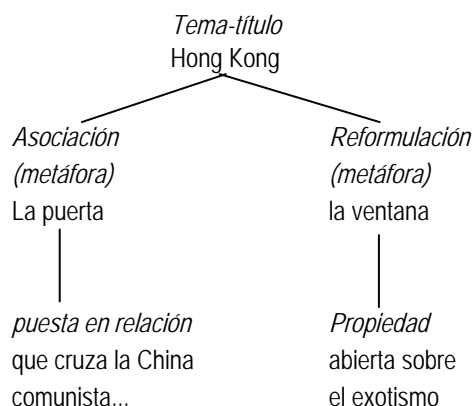 Tema-título
Hong Kong
Asociación
(metáfora)
La puerta
Reformulación
(metáfora)
la ventana
puesta en relación
que cruza la China
comunista...
Propiedad
abierta sobre
el exotismo